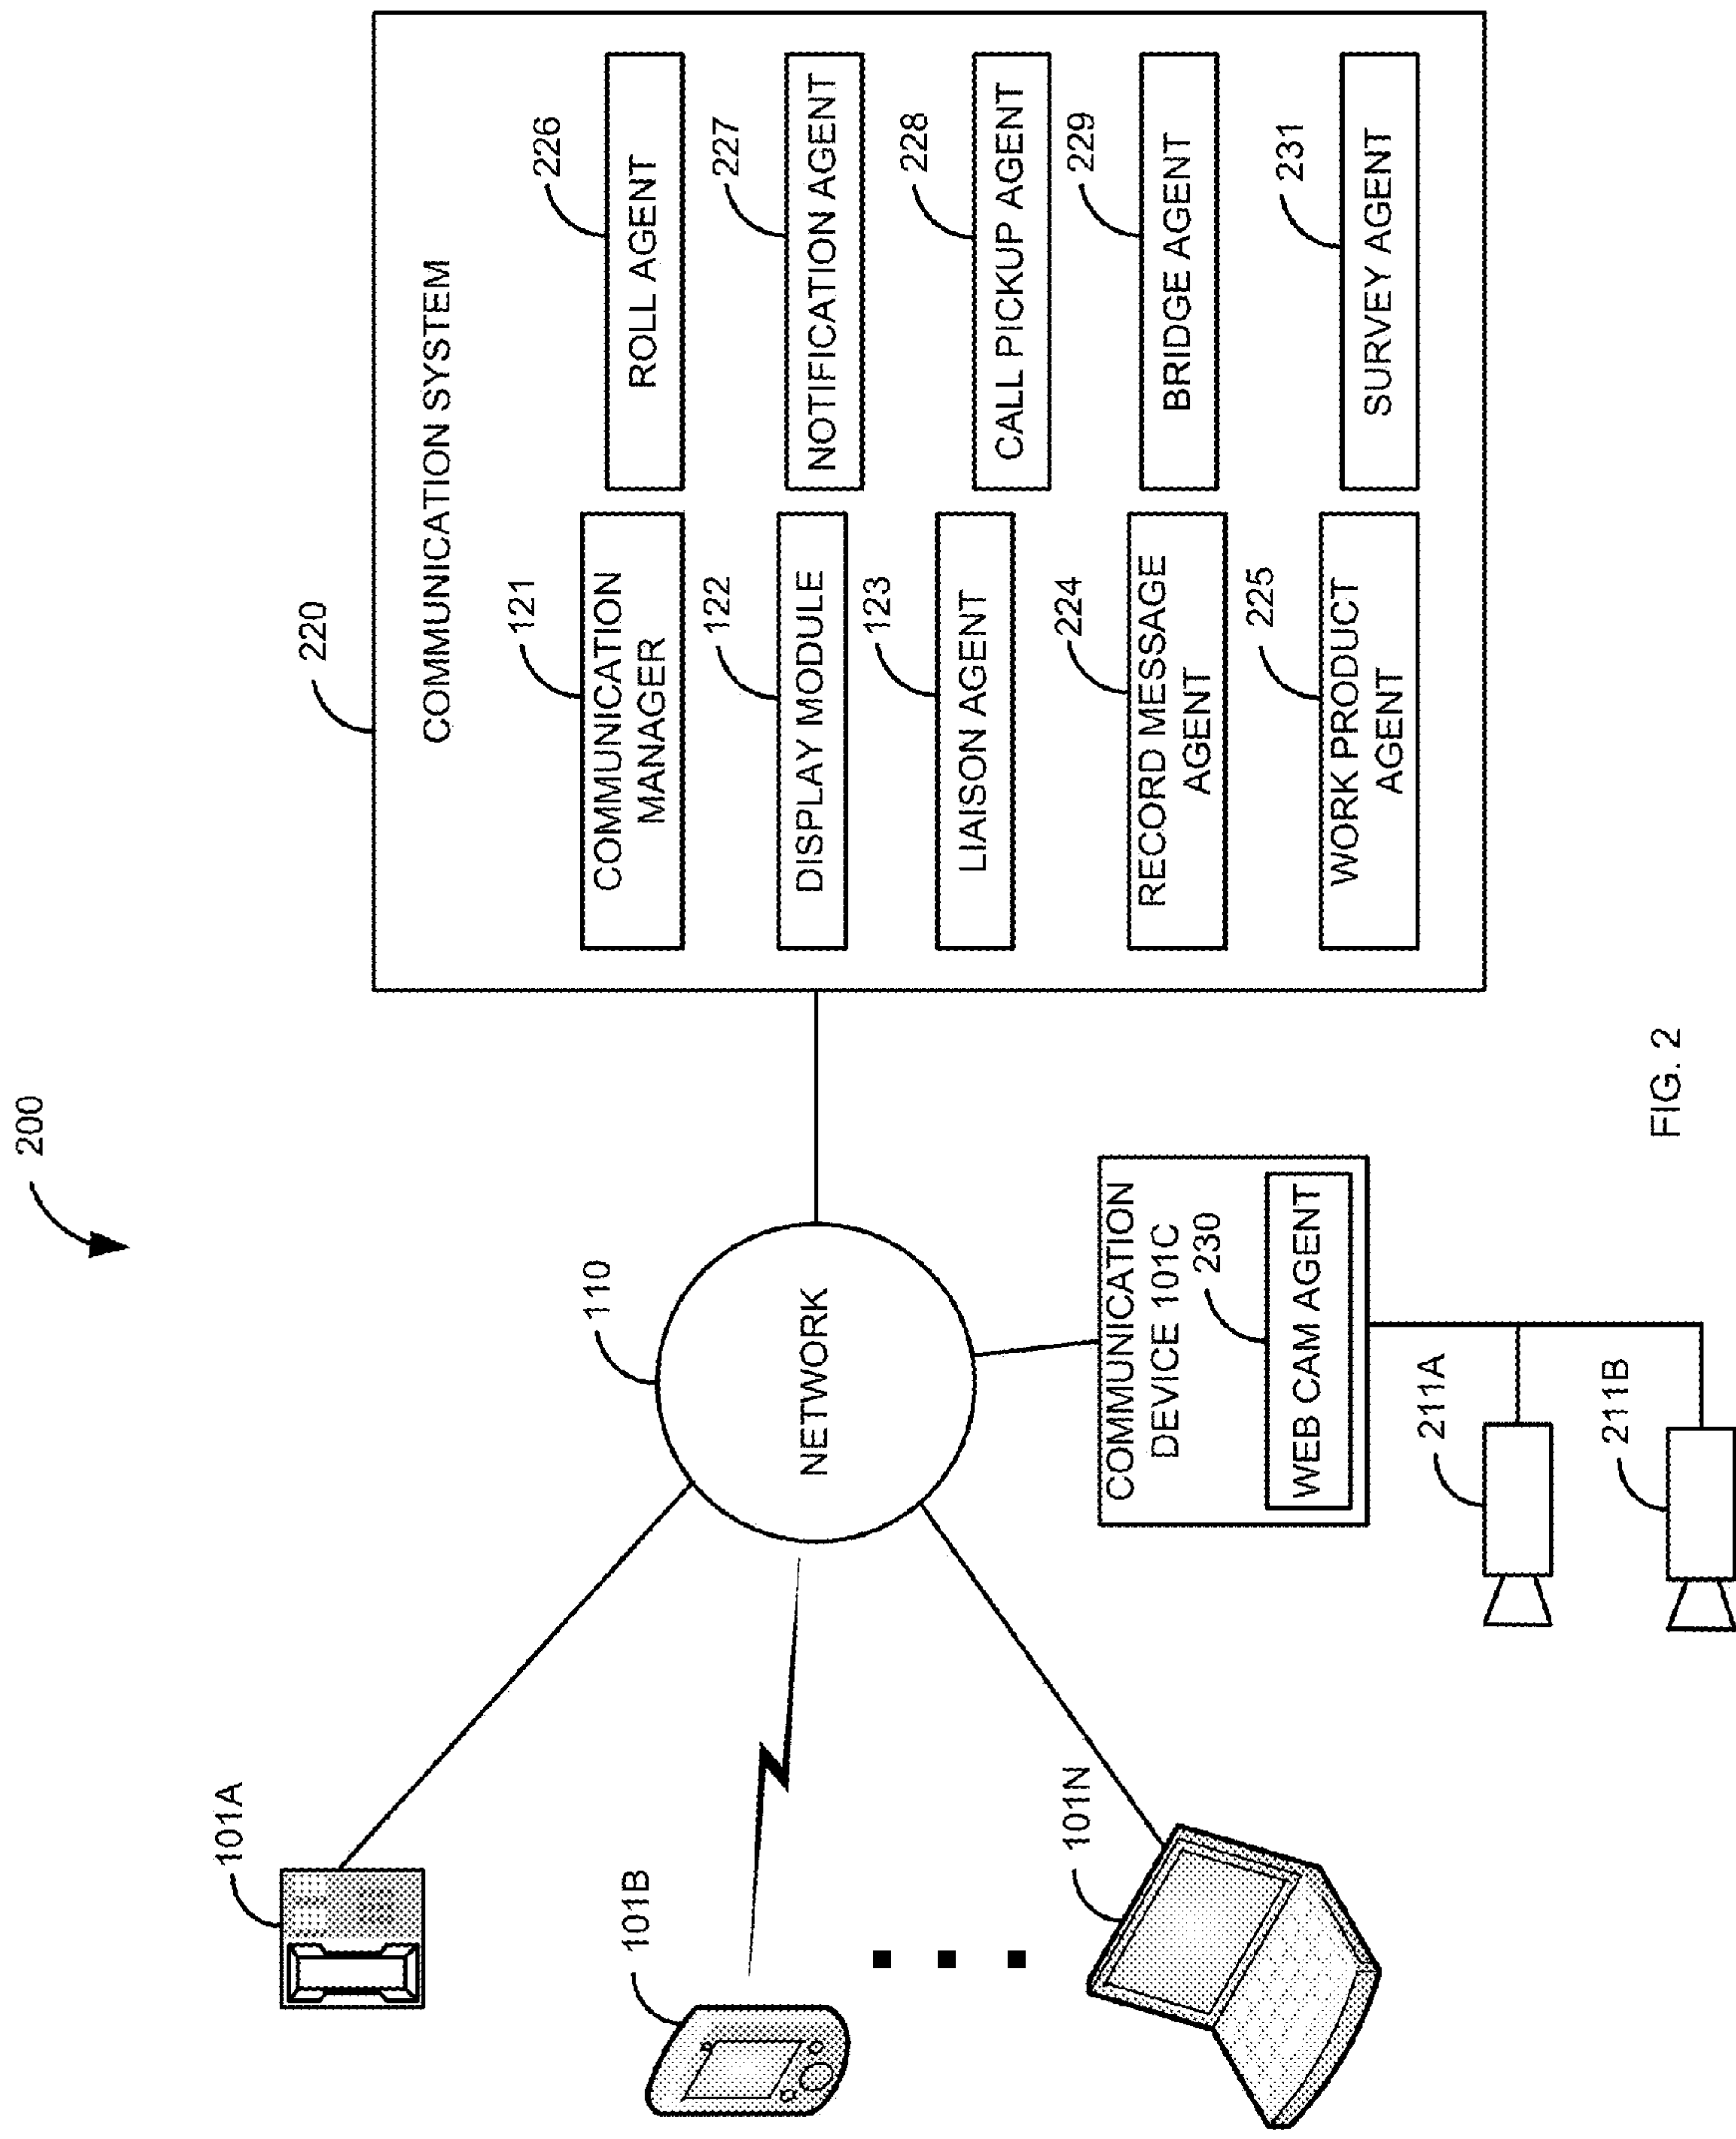 200
220
COMMUNICATION SYSTEM
121
COMMUNICATION
MANAGER
226
ROLL AGENT
122
DISPLAY MODULE
227
NOTIFICATION AGENT
123
LIAISON AGENT
228
CALL PICKUP AGENT
224
RECORD MESSAGE
AGENT
229
BRIDGE AGENT
225
WORK PRODUCT
AGENT
231
SURVEY AGENT
110
NETWORK
101A
101B
101N
COMMUNICATION
DEVICE 101C
230
WEB CAM AGENT
211A
211B
FIG. 2